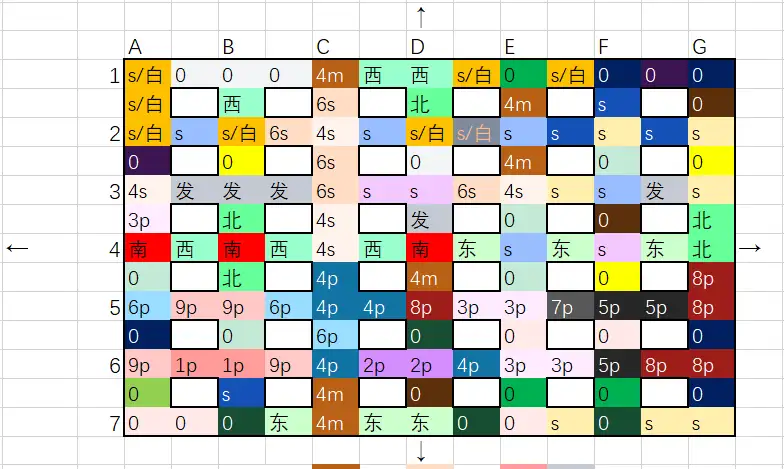 ↑
A B C D E F G
1 s/白 0 0 0 4m 西 西 s/白 0 s/白 0 0 0
s/白 西 6s 北 4m s 0
2 s/白 s s/白 6s 4s s s/白 s/白 s s s s s
0 0 6s 0 4m 0 0
3 4s 发 发 发 6s s s 6s 4s s s 发 s
3p 北 4s 发 0 0 北
← 4 南 西 南 西 4s 西 南 东 s 东 s 东 北 →
0 北 4p 4m 0 0 8p
5 6p 9p 9p 6p 4p 4p 8p 3p 3p 7p 5p 5p 8p
0 0 6p 0 0 0 0
6 9p 1p 1p 9p 4p 2p 2p 4p 3p 3p 5p 8p 8p
0 s 4m 0 0 0 0
7 0 0 0 东 4m 东 东 0 0 s 0 s s
↓